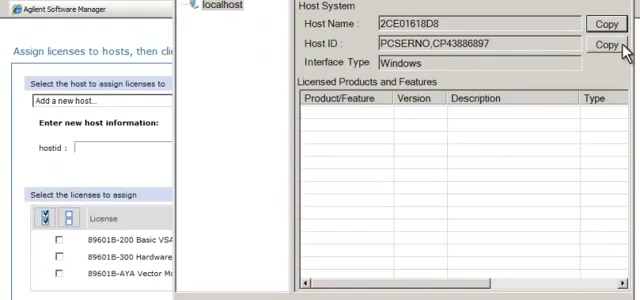 Agilent Software Manager
Assign licenses to hosts, then
Select the host to assign licenses to
Add a new host...
Enter new host information:
hostid :
Select the licenses to assign
License
89601B-200 Basic VSA
89601B-300 Hardware
89601B-AYA Vector
localhost
Host System
Host Name : 2CE01618D8 Copy
Host ID : PCSERNO,CP43886897 Copy
Interface Type Windows
Licensed Products and Features
Product/Feature Version Description Type